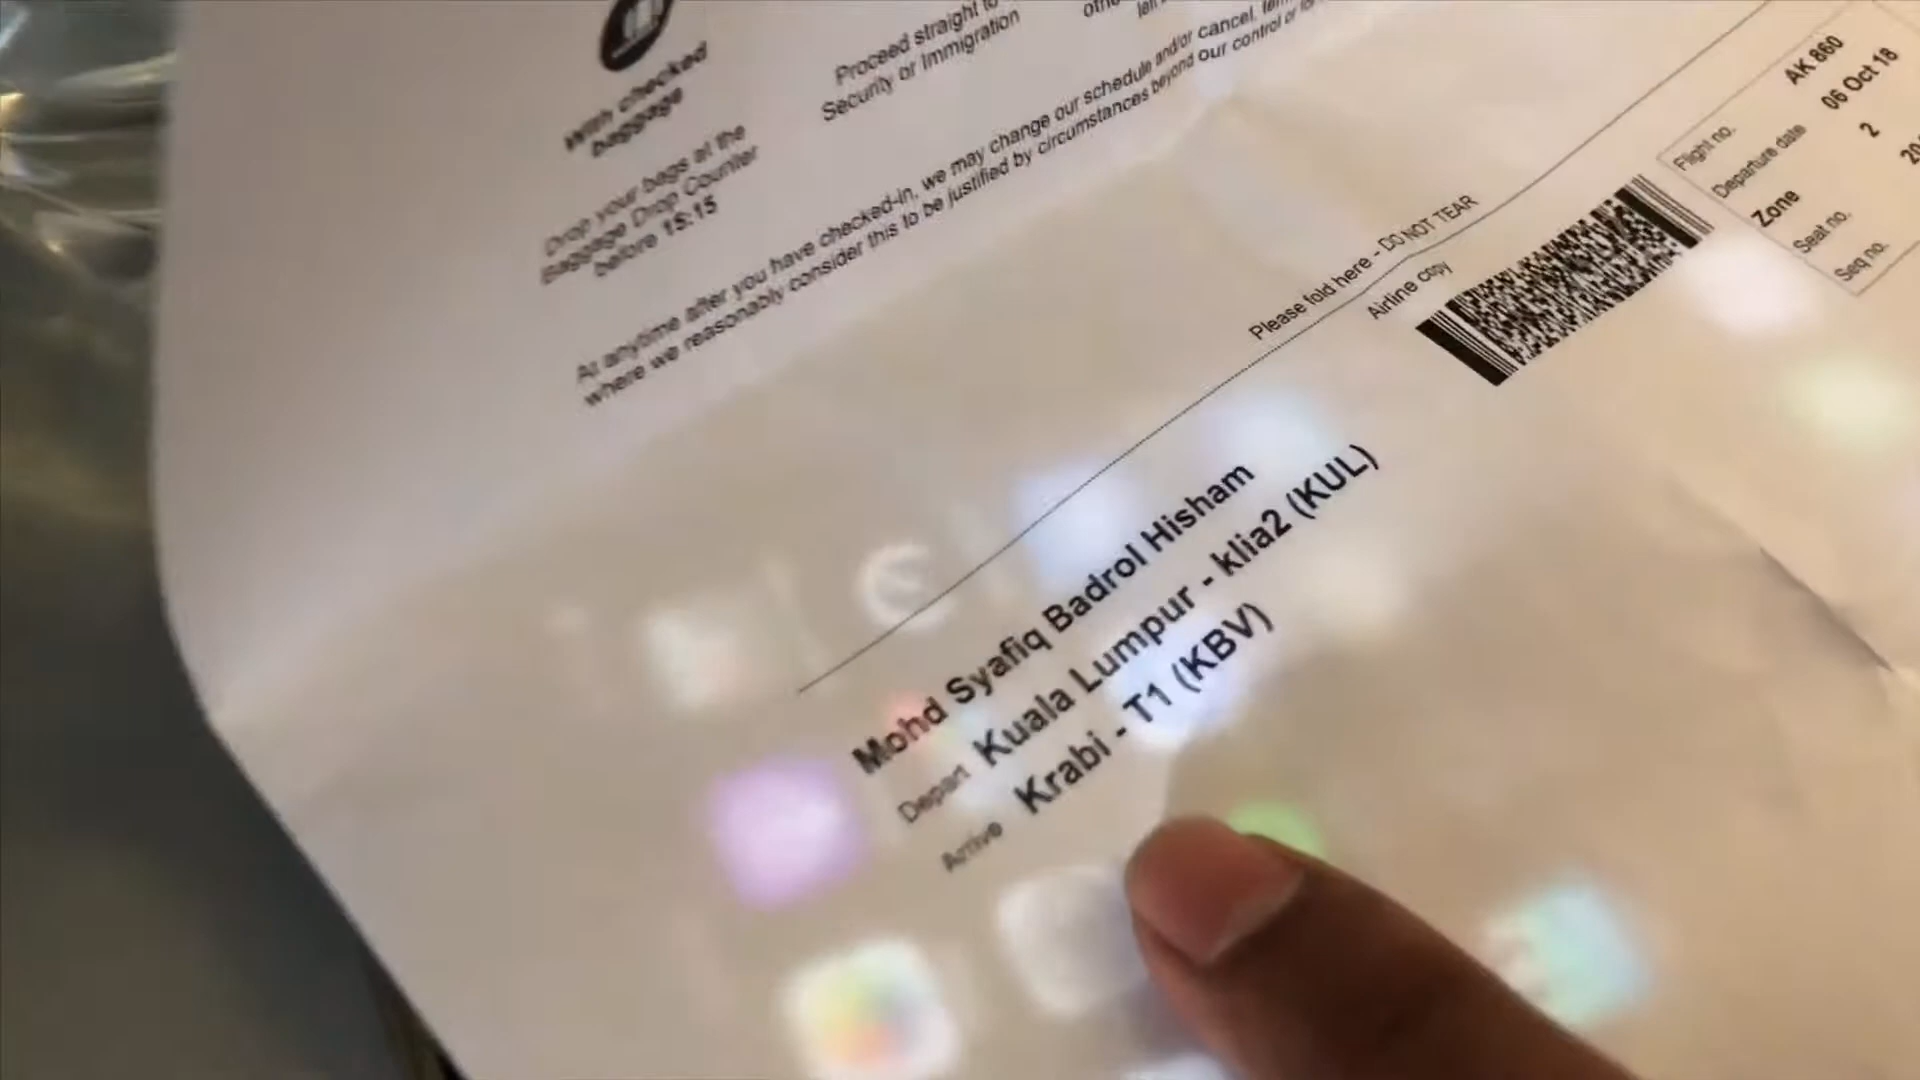 With checked
baggage
Drop your bags at the
Baggage Drop Counter
before 15:15
Proceed straight to
Security or Immigration
At anytime after you have checked-in, we may change our schedule and/or cancel,
where we reasonably consider this to be justified by circumstances beyond our control or
Please fold here - DO NOT TEAR
Airline copy
Flight no. AK 860
Departure date 06 Oct 18
Zone 2
Seat no.
Seq no.
Mohd Syafiq Badrol Hisham
Depart Kuala Lumpur - klia2 (KUL)
Arrive Krabi - T1 (KBV)